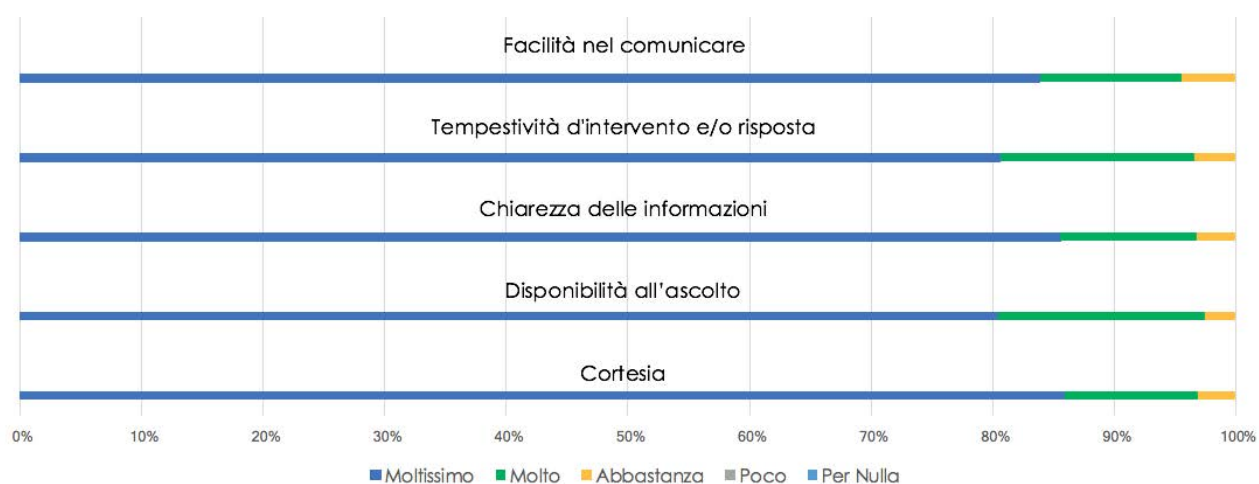 Facilità nel comunicare
Tempestività d'intervento e/o risposta
Chiarezza delle informazioni
Disponibilità all'ascolto
Cortesia
0% 10% 20% 30% 40% 50% 60% 70% 80% 90% 100%
Moltissimo Molto Abbastanza Poco Per Nulla